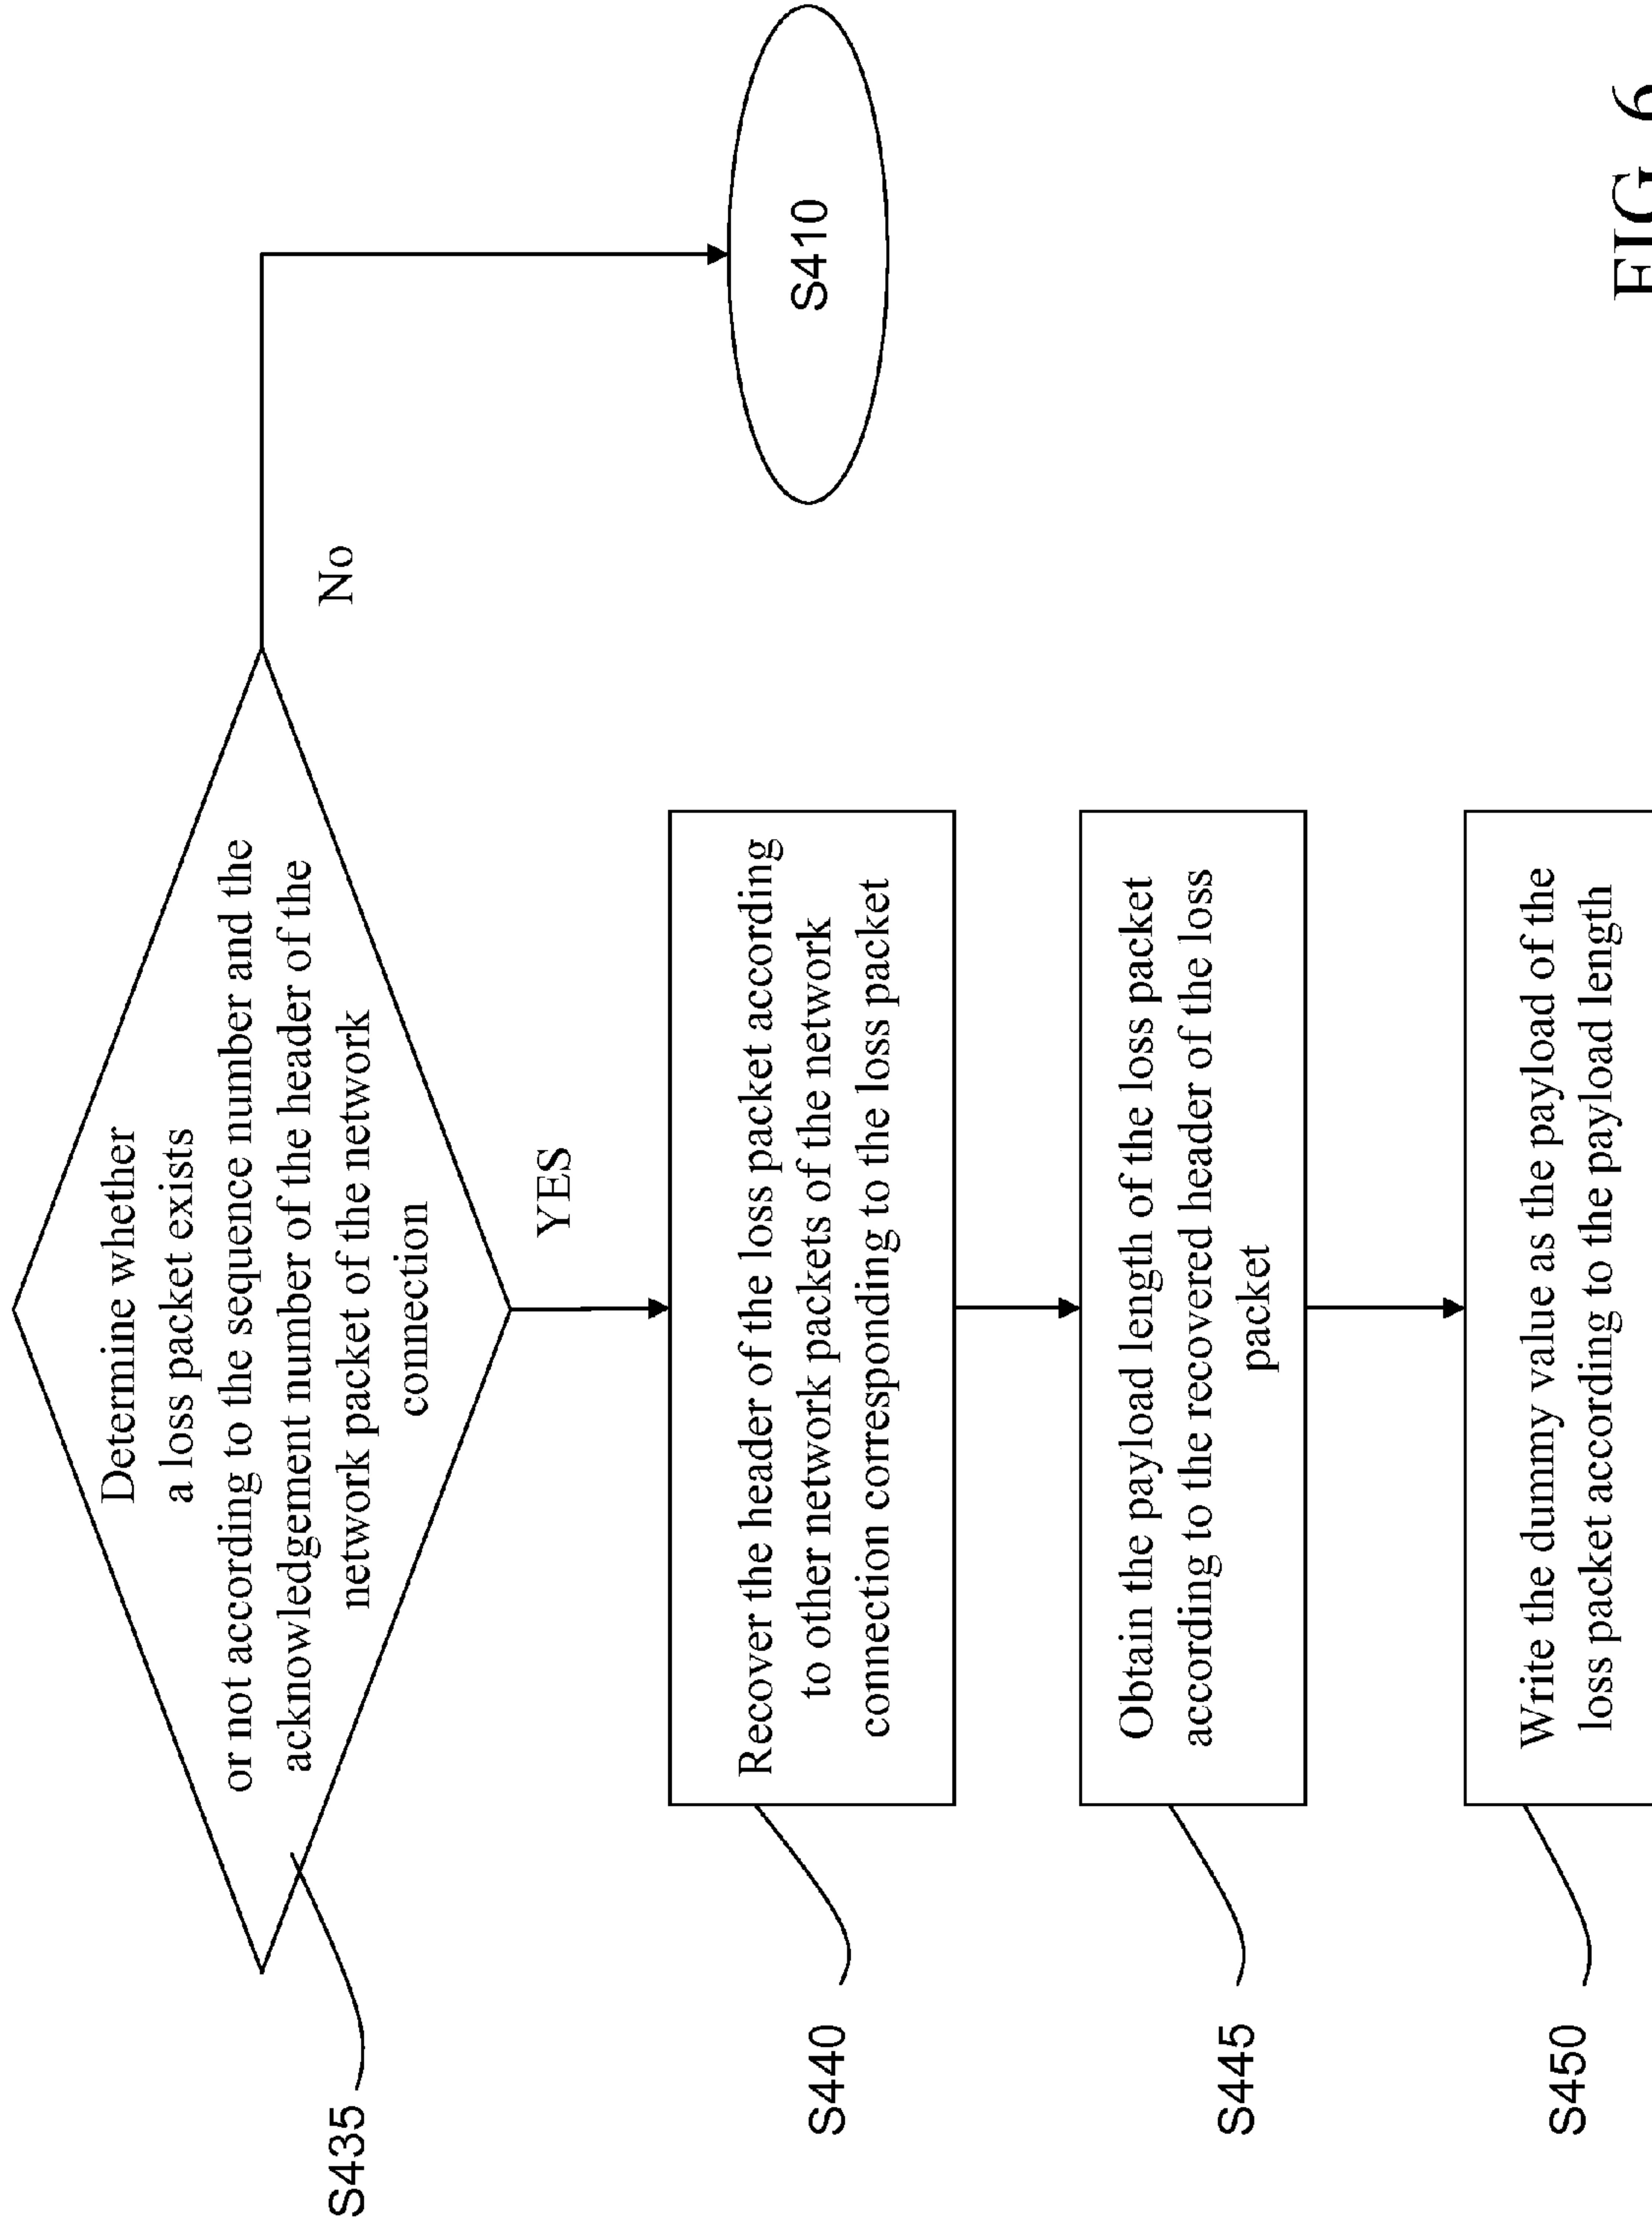 Determine whether
a loss packet exists
or not according to the sequence number and the
acknowledgement number of the header of the
network packet of the network
connection
S435
No
S410
YES
Recover the header of the loss packet according
to other network packets of the network
connection corresponding to the loss packet
S440
Obtain the payload length of the loss packet
according to the recovered header of the loss
packet
S445
Write the dummy value as the payload of the
loss packet according to the payload length
S450
FIG. 6